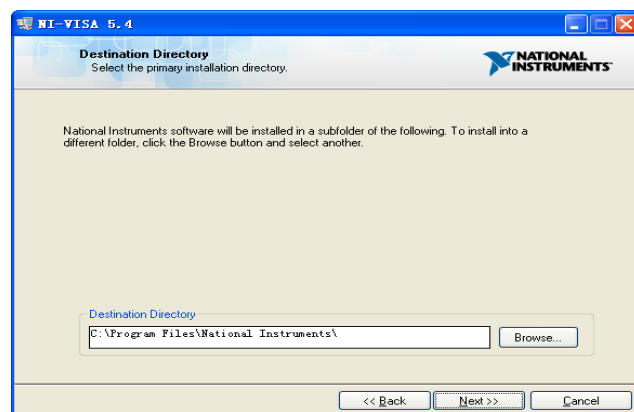 NI-VISA 5.4
Destination Directory
Select the primary installation directory.
NATIONAL
INSTRUMENTS™
National Instruments software will be installed in a subfolder of the following. To install into a
different folder, click the Browse button and select another.
Destination Directory
C:\Program Files\National Instruments\
Browse...
<< Back
Next >>
Cancel